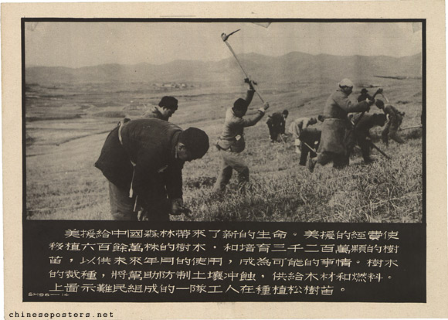 美援給中國森林帶來了新的生命。美援的經費使
移植六百餘萬株的樹木，和培育三千二百萬顆的樹
苗，以供未來年月的使用，成為可能的事情。樹木
的栽種，將幫助防制土壤冲蝕，供給木材和燃料。
上圖示難民組成的一隊工人在種植松樹苗。
chineseposters.net